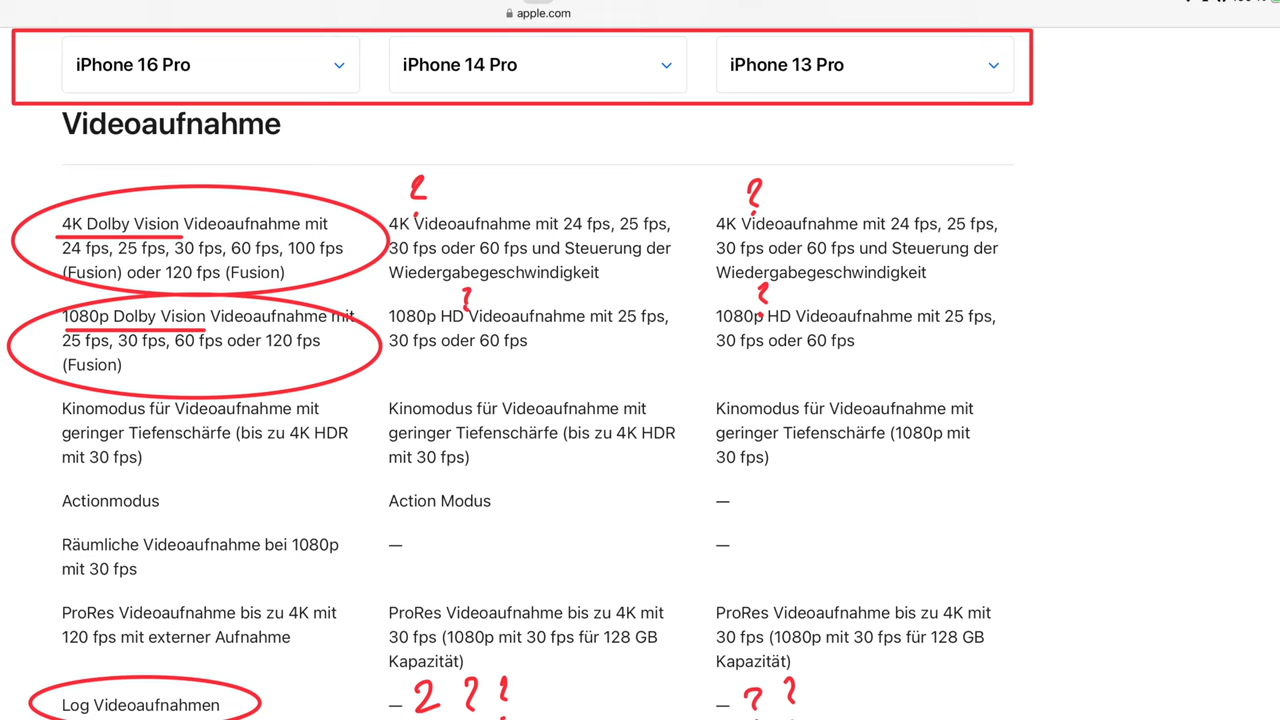 apple.com
iPhone 16 Pro
iPhone 14 Pro
iPhone 13 Pro
Videoaufnahme
?
?
4K Dolby Vision Videoaufnahme mit
24 fps, 25 fps, 30 fps, 60 fps, 100 fps
(Fusion) oder 120 fps (Fusion)
4K Videoaufnahme mit 24 fps, 25 fps,
30 fps oder 60 fps und Steuerung der
Wiedergabegeschwindigkeit
4K Videoaufnahme mit 24 fps, 25 fps,
30 fps oder 60 fps und Steuerung der
Wiedergabegeschwindigkeit
?
?
1080p Dolby Vision Videoaufnahme mit
25 fps, 30 fps, 60 fps oder 120 fps
(Fusion)
1080p HD Videoaufnahme mit 25 fps,
30 fps oder 60 fps
1080p HD Videoaufnahme mit 25 fps,
30 fps oder 60 fps
Kinomodus für Videoaufnahme mit
geringer Tiefenschärfe (bis zu 4K HDR
mit 30 fps)
Kinomodus für Videoaufnahme mit
geringer Tiefenschärfe (bis zu 4K HDR
mit 30 fps)
Kinomodus für Videoaufnahme mit
geringer Tiefenschärfe (1080p mit
30 fps)
Actionmodus
Action Modus
—
Räumliche Videoaufnahme bei 1080p
mit 30 fps
—
—
ProRes Videoaufnahme bis zu 4K mit
120 fps mit externer Aufnahme
ProRes Videoaufnahme bis zu 4K mit
30 fps (1080p mit 30 fps für 128 GB
Kapazität)
ProRes Videoaufnahme bis zu 4K mit
30 fps (1080p mit 30 fps für 128 GB
Kapazität)
Log Videoaufnahmen
— ? ? ?
— ? ?